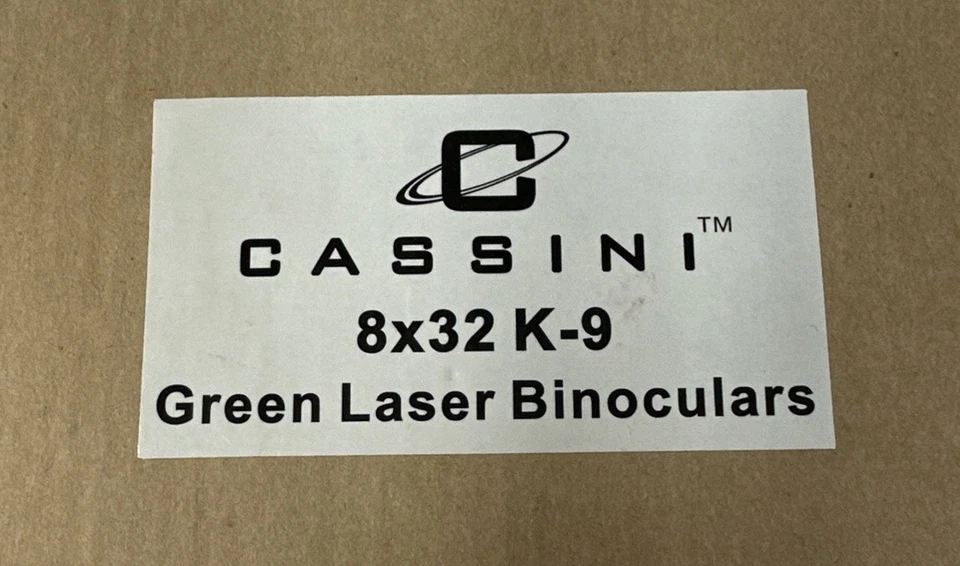 C
CASSINI™
8x32 K-9
Green Laser Binoculars